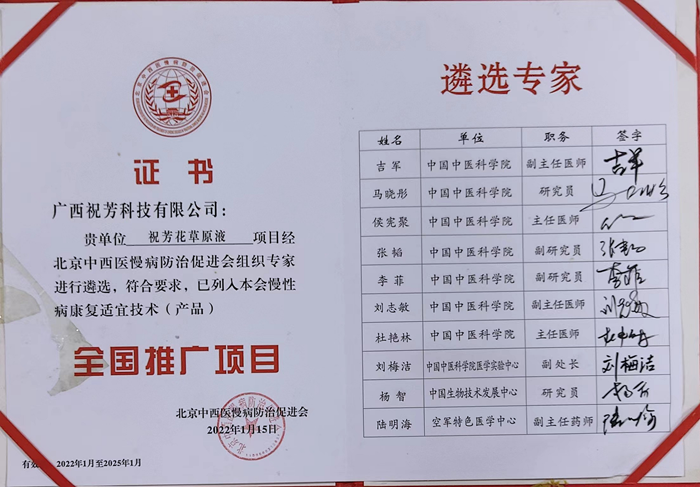 证书
广西祝芳科技有限公司：
贵单位 祝芳花草原液 项目经
北京中西医慢病防治促进会组织专家
进行遴选，符合要求，已列入本会慢性
病康复适宜技术（产品）
全国推广项目
北京中西医慢病防治促进会
2022年1月15日
2022年1月至2025年1月
遴选专家
姓名 单位 职务 签字
吉军 中国中医科学院 副主任医师 吉军
马晓彤 中国中医科学院 研究员
侯宪聚 中国中医科学院 主任医师
张韬 中国中医科学院 副研究员
李菲 中国中医科学院 副研究员 李菲
刘志敏 中国中医科学院 副主任医师
杜艳林 中国中医科学院 主任医师
刘梅洁 中国中医科学院医学实验中心 副处长 刘梅洁
杨智 中国生物技术发展中心 研究员
陆明海 空军特色医学中心 副主任药师